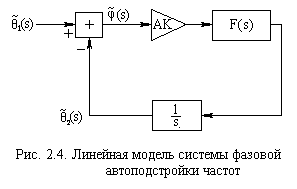 θ̃₁(s)
+
+
−
φ̃(s)
AK
F(s)
θ̃₂(s)
1
s
Рис. 2.4. Линейная модель системы фазовой
автоподстройки частот